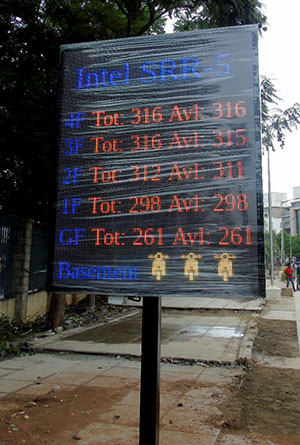 Intel SRR-5
4F Tot: 316 Avl: 316
3F Tot: 316 Avl: 315
2F Tot: 312 Avl: 311
1F Tot: 298 Avl: 298
GF Tot: 261 Avl: 261
Basement